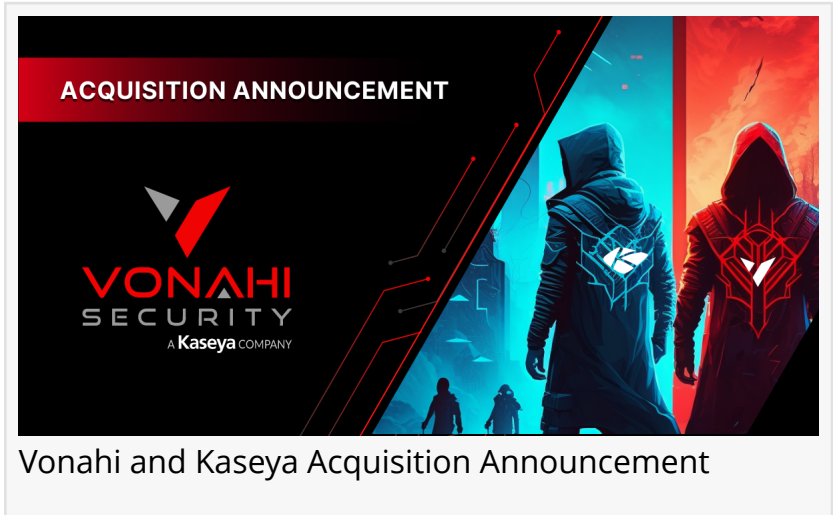 ACQUISITION ANNOUNCEMENT
VONAHI
SECURITY
A Kaseya COMPANY
Vonahi and Kaseya Acquisition Announcement